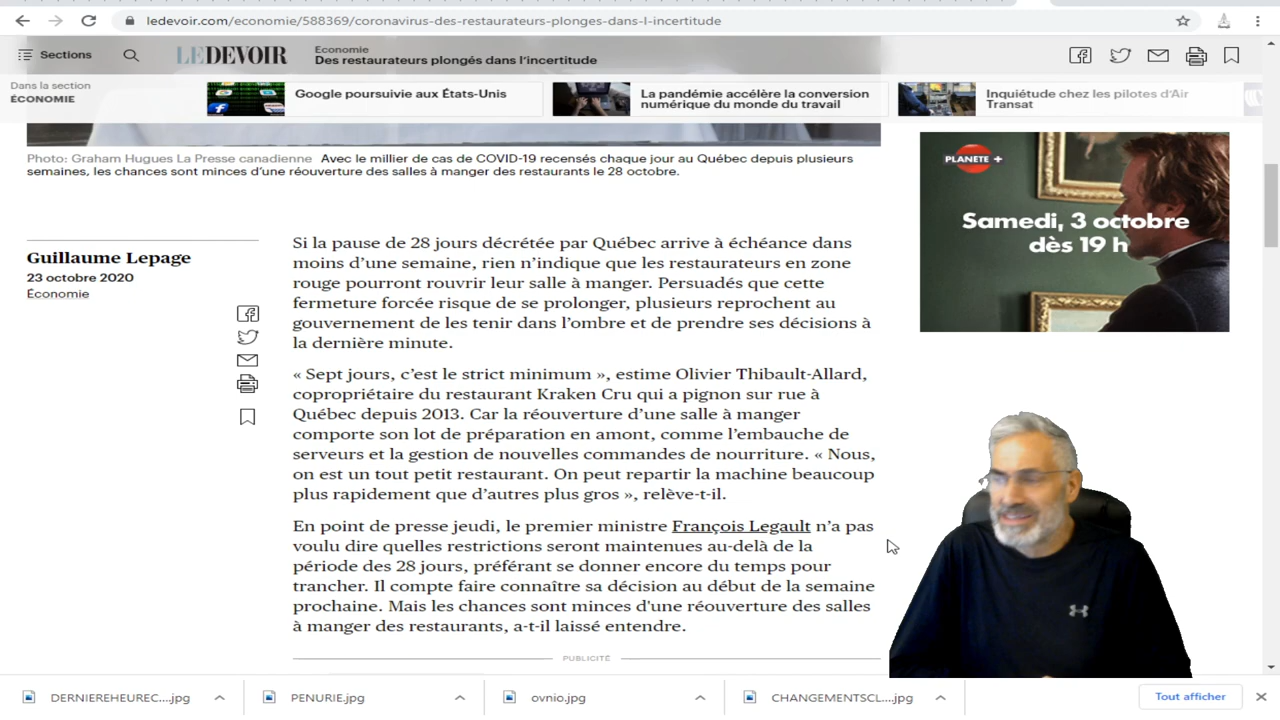 ledevoir.com/economie/588369/coronavirus-des-restaurateurs-plonges-dans-l-incertitude
Sections
LE DEVOIR
Économie
Des restaurateurs plongés dans l'incertitude
Dans la section
ÉCONOMIE
Google poursuivie aux États-Unis
La pandémie accélère la conversion
numérique du monde du travail
Inquiétude chez les pilotes d'Air
Transat
Photo: Graham Hugues La Presse canadienne Avec le millier de cas de COVID-19 recensés chaque jour au Québec depuis plusieurs
semaines, les chances sont minces d'une réouverture des salles à manger des restaurants le 28 octobre.
PLANETE +
Samedi, 3 octobre
dès 19 h
Guillaume Lepage
23 octobre 2020
Économie
Si la pause de 28 jours décrétée par Québec arrive à échéance dans
moins d'une semaine, rien n'indique que les restaurateurs en zone
rouge pourront rouvrir leur salle à manger. Persuadés que cette
fermeture forcée risque de se prolonger, plusieurs reprochent au
gouvernement de les tenir dans l'ombre et de prendre ses décisions à
la dernière minute.
« Sept jours, c'est le strict minimum », estime Olivier Thibault-Allard,
copropriétaire du restaurant Kraken Cru qui a pignon sur rue à
Québec depuis 2013. Car la réouverture d'une salle à manger
comporte son lot de préparation en amont, comme l'embauche de
serveurs et la gestion de nouvelles commandes de nourriture. « Nous,
on est un tout petit restaurant. On peut repartir la machine beaucoup
plus rapidement que d'autres plus gros », relève-t-il.
En point de presse jeudi, le premier ministre François Legault n'a pas
voulu dire quelles restrictions seront maintenues au-delà de la
période des 28 jours, préférant se donner encore du temps pour
trancher. Il compte faire connaître sa décision au début de la semaine
prochaine. Mais les chances sont minces d'une réouverture des salles
à manger des restaurants, a-t-il laissé entendre.
PUBLICITÉ
DERNIEREHEUREC....jpg
PENURIE.jpg
ovnio.jpg
CHANGEMENTSCL....jpg
Tout afficher